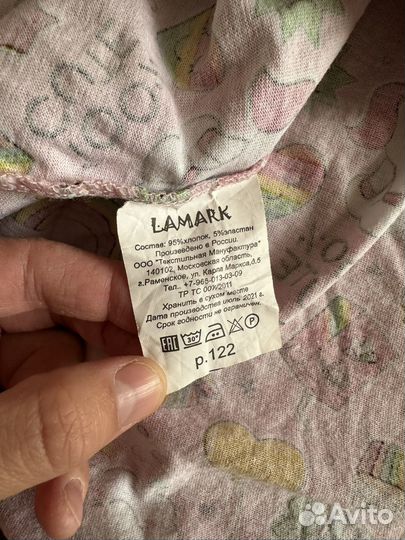 LAMARK
Состав: 95%хлопок, 5%эластан
Произведено в России.
ООО "Текстильная Мануфактура"
140102, Московская область,
г.Раменское, ул. Карла Маркса,д.5
Тел. +7-965-013-03-09
ТР ТС 007/2011
Хранить в сухом месте
Дата производства июль 2021 г.
Срок годности не ограничен.
EAC 30° P
р.122
Avito